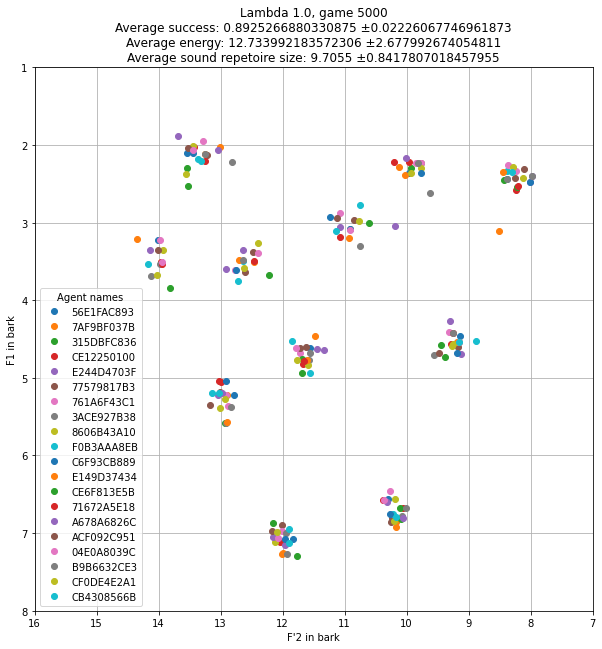 Lambda 1.0, game 5000
Average success: 0.8925266880330875 ±0.02226067746961873
Average energy: 12.733992183572306 ±2.677992674054811
Average sound repetoire size: 9.7055 ±0.8417807018457955
1
2
3
4
5
6
7
8
F1 in bark
Agent names
56E1FAC893
7AF9BF037B
315DBFC836
CE12250100
E244D4703F
77579817B3
761A6F43C1
3ACE927B38
8606B43A10
F0B3AAA8EB
C6F93CB889
E149D37434
CE6F813E5B
71672A5E18
A678A6826C
ACF092C951
04E0A8039C
B9B6632CE3
CF0DE4E2A1
CB4308566B
16 15 14 13 12 11 10 9 8 7
F'2 in bark